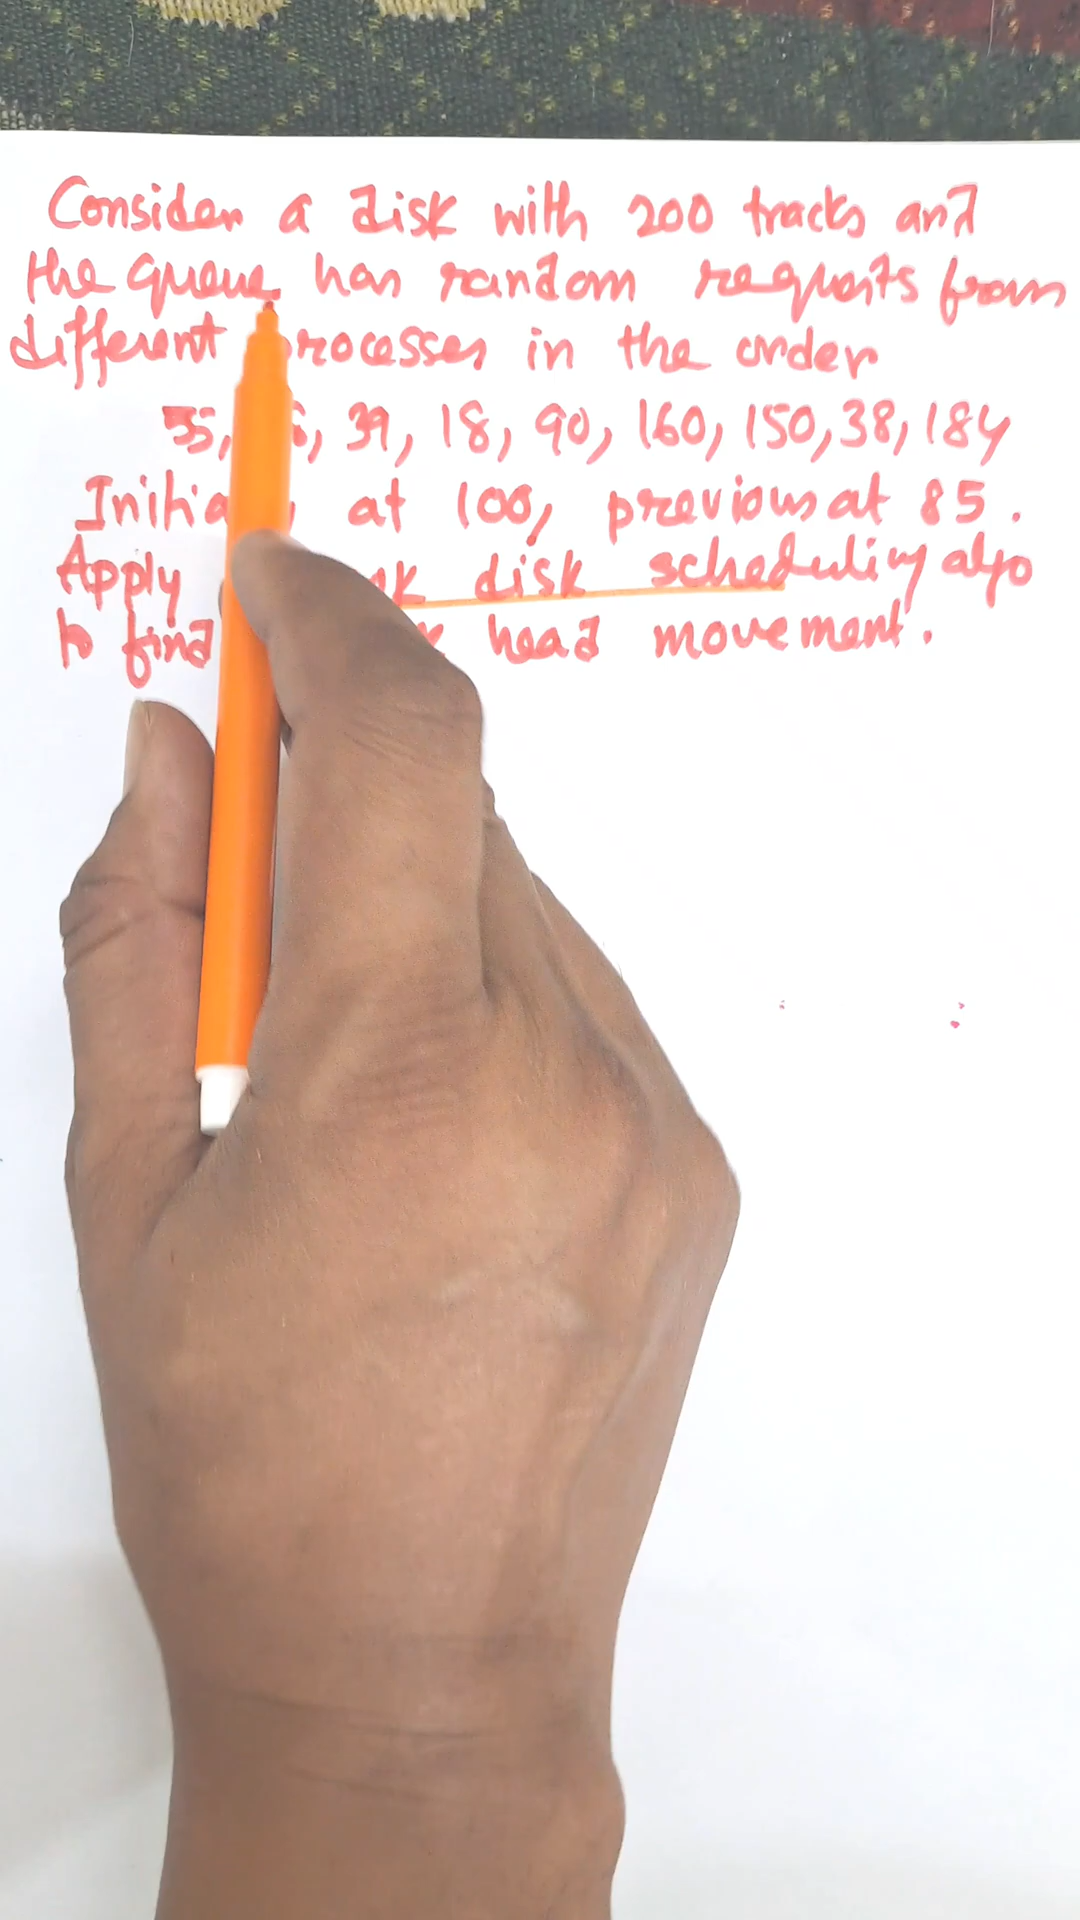 Consider a disk with 200 tracks and
the queue has random requests from
different processes in the order
55, 39, 18, 90, 160, 150, 38, 184
at 100, previous at 85.
Apply disk scheduling algo
to find head movement.